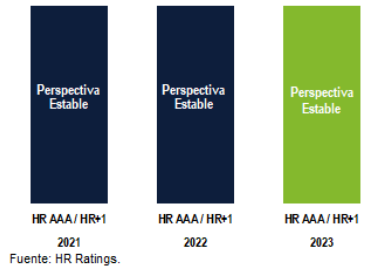 Perspectiva
Estable
Perspectiva
Estable
Perspectiva
Estable
HR AAA / HR+1
HR AAA / HR+1
HR AAA / HR+1
2021
2022
2023
Fuente: HR Ratings.